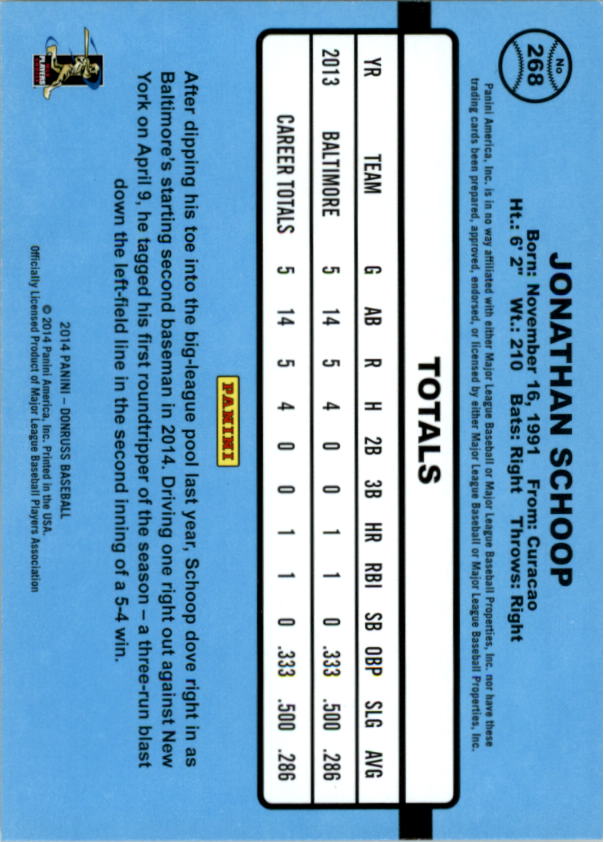 No
268
JONATHAN SCHOOP
Born: November 16, 1991 From: Curacao
Ht.: 6' 2" Wt.: 210 Bats: Right Throws: Right
Panini America, Inc. is in no way affiliated with either Major League Baseball or Major League Baseball Properties, Inc. nor have these
trading cards been prepared, approved, endorsed, or licensed by either Major League Baseball or Major League Baseball Properties, Inc.
TOTALS
YR TEAM G AB R H 2B 3B HR RBI SB OBP SLG AVG
2013 BALTIMORE 5 14 5 4 0 0 1 1 0 .333 .500 .286
CAREER TOTALS 5 14 5 4 0 0 1 1 0 .333 .500 .286
PANINI
After dipping his toe into the big-league pool last year, Schoop dove right in as
Baltimore's starting second baseman in 2014. Driving one right out against New
York on April 9, he tagged his first roundtripper of the season – a three-run blast
down the left-field line in the second inning of a 5-4 win.
2014 PANINI – DONRUSS BASEBALL
© 2014 Panini America, Inc. Printed in the USA.
Officially Licensed Product of Major League Baseball Players Association
PLAYERS